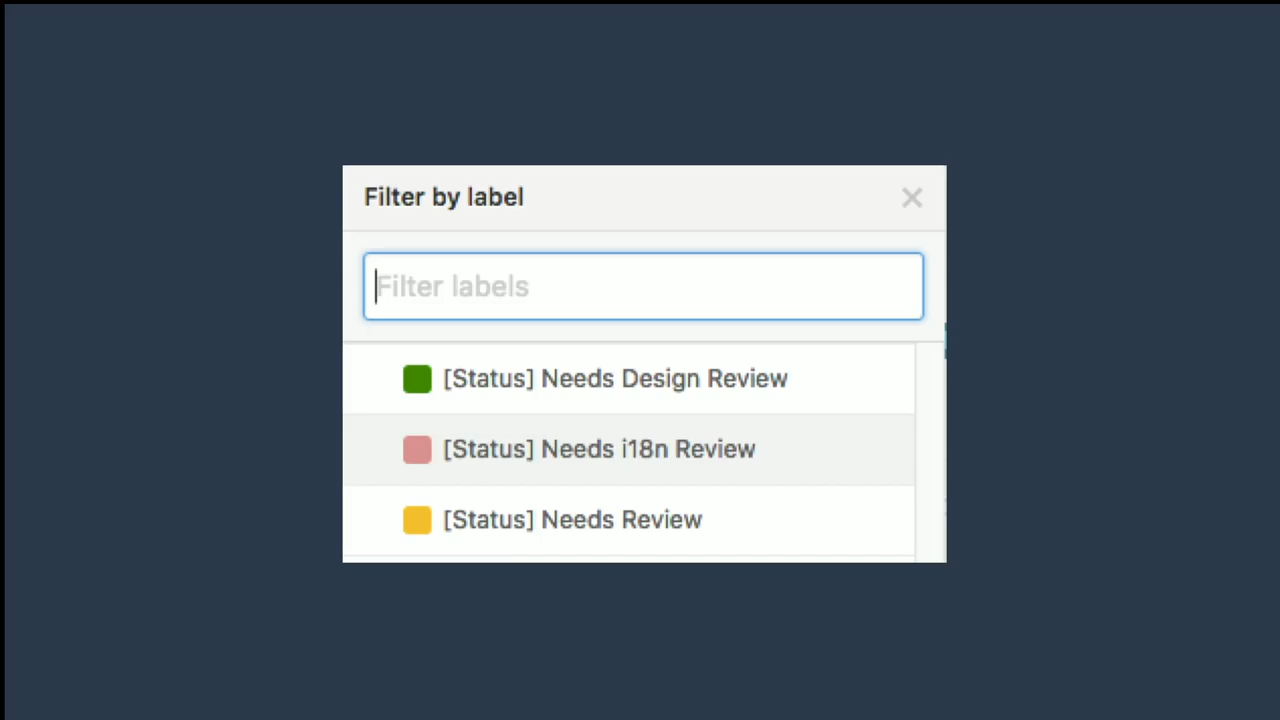 Filter by label
Filter labels
[Status] Needs Design Review
[Status] Needs i18n Review
[Status] Needs Review